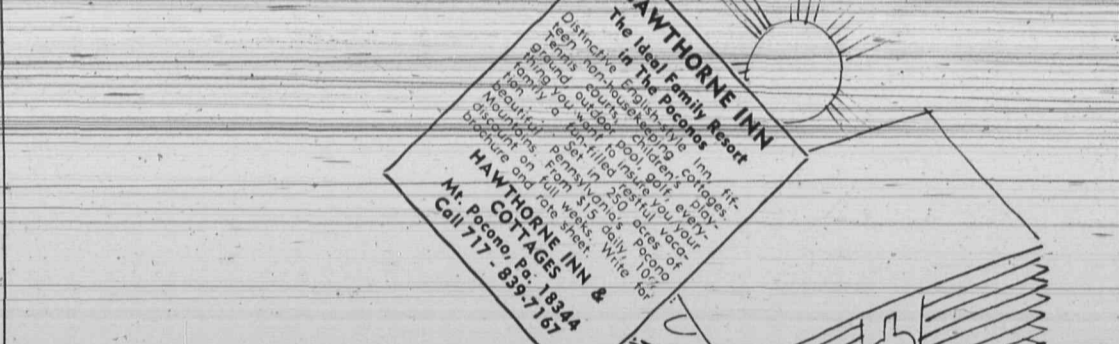 HAWTHORNE INN
The Ideal Family Resort
in The Poconos
Distinctive English-style Inn, fif-
teen non-housekeeping cottages.
Tennis courts, children's play-
ground outdoor pool golf, every-
thing you want to insure you/your
family a fun-filled restful vaca-
tion. Set in 250 acres of
beautiful Pennsylvania's Pocono
Mountains. From $15 daily, 10%
discount on full weeks. Write for
brochure and rate sheet.
HAWTHORNE INN &
COTTAGES
Mt. Pocono, Pa. 18344
Call 717 - 839-7167